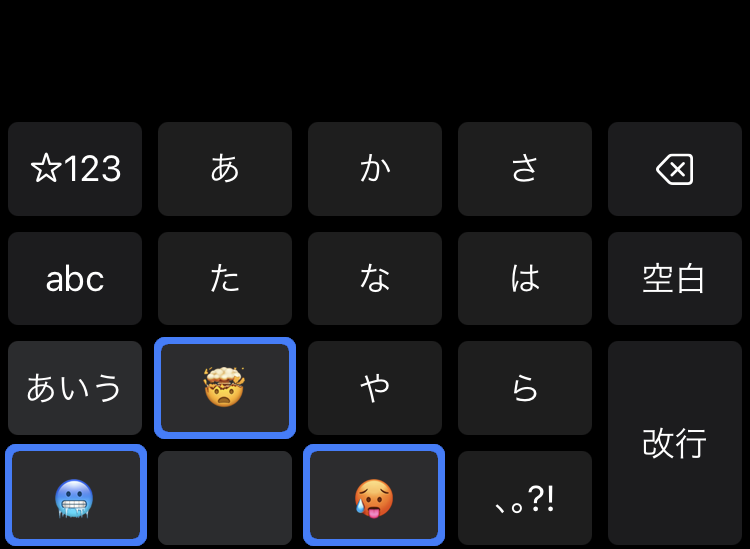 ☆123 あ か さ
abc た な は 空白
あいう 🤯 や ら 改行
🥶 🥵 、。?!